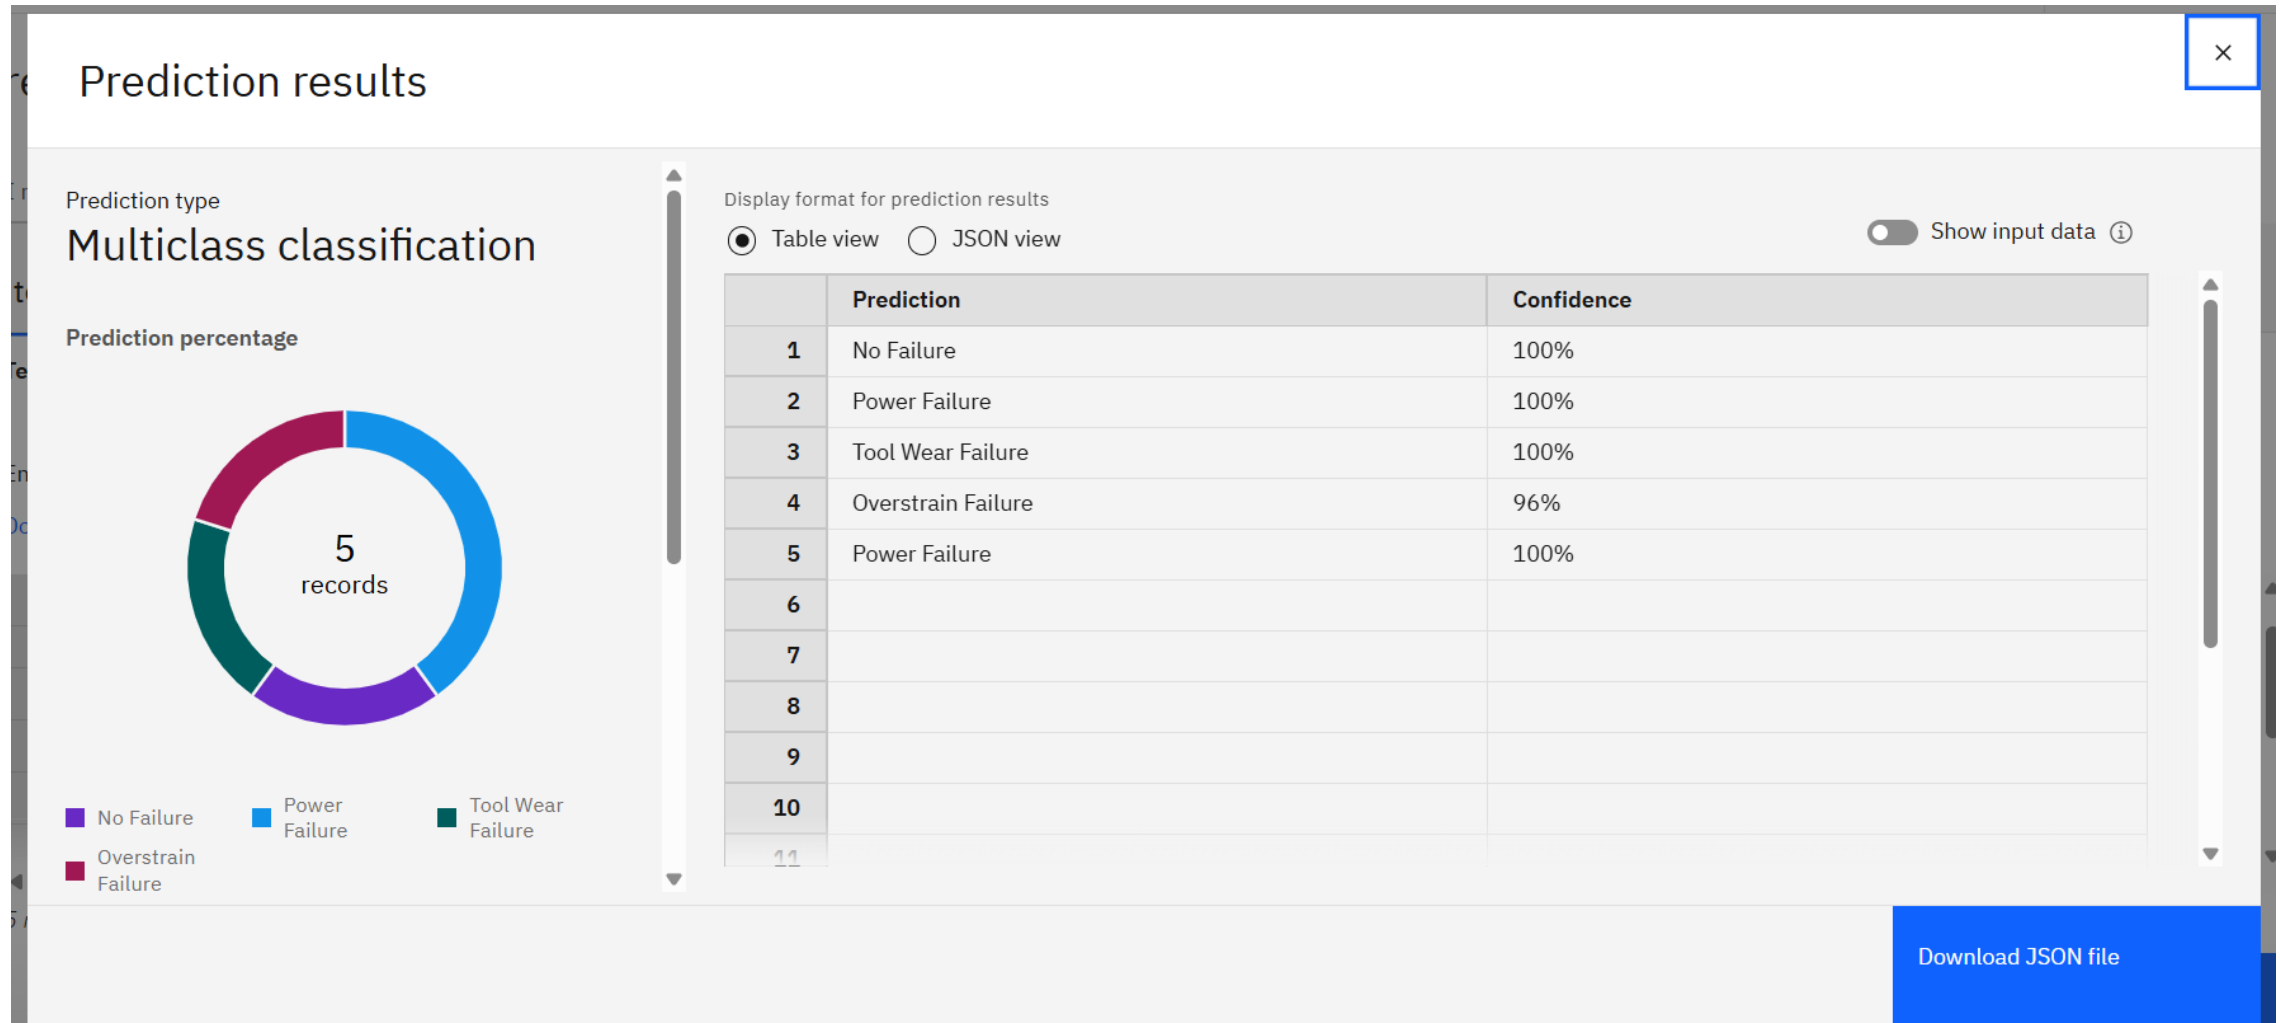 Prediction results
Prediction type
Multiclass classification
Prediction percentage
5
records
No Failure
Power
Failure
Tool Wear
Failure
Overstrain
Failure
Display format for prediction results
Table view JSON view
Show input data
Prediction Confidence
1 No Failure 100%
2 Power Failure 100%
3 Tool Wear Failure 100%
4 Overstrain Failure 96%
5 Power Failure 100%
6
7
8
9
10
11
Download JSON file